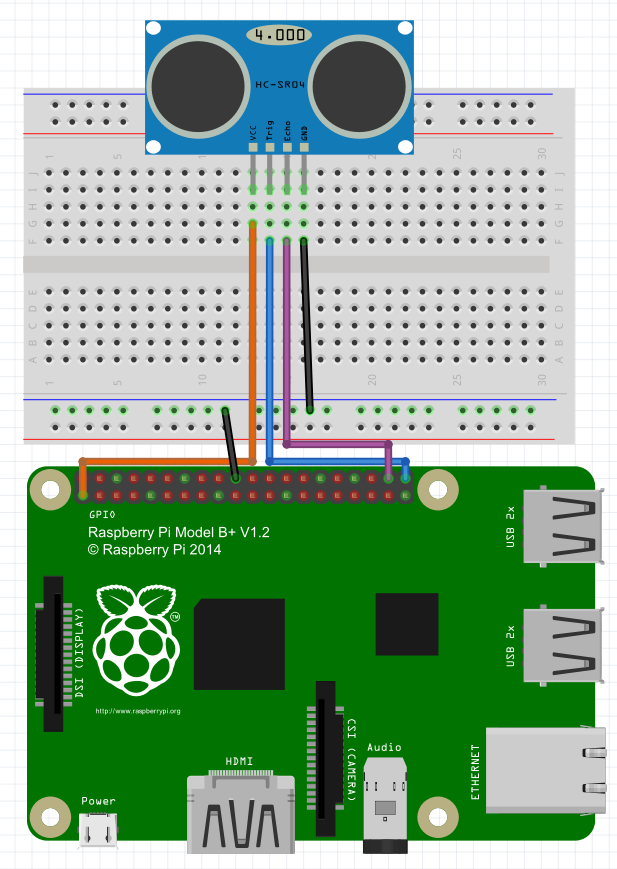 4.000
HC-SR04
VCC
Trig
Echo
GND
1
5
25
30
J
I
H
G
F
J
I
H
G
F
E
D
C
B
A
E
D
C
B
A
1
5
10
20
25
30
GPIO
Raspberry Pi Model B+ V1.2
© Raspberry Pi 2014
USB 2x
USB 2x
DSI (DISPLAY)
TM
http://www.raspberrypi.org
HDMI
CSI (CAMERA)
Audio
ETHERNET
Power